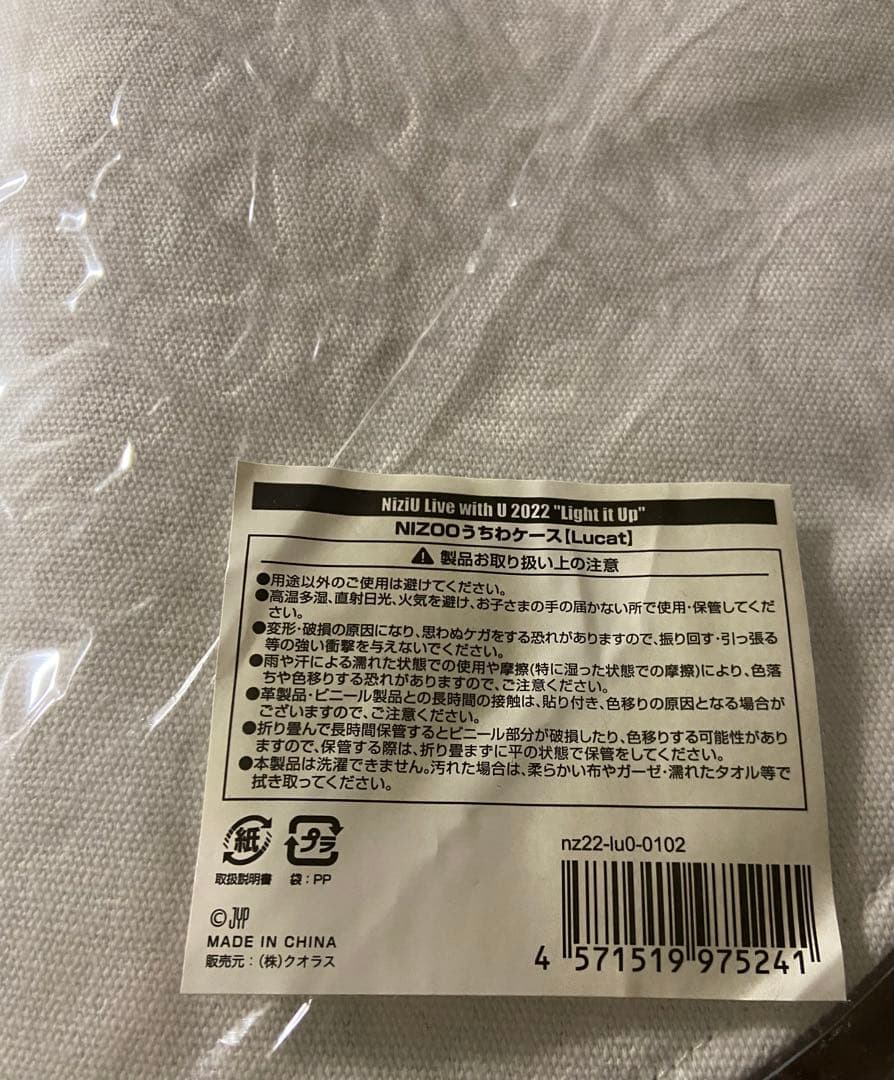 NiziU Live with U 2022 "Light it Up"
NIZOOうちわケース【Lucat】
製品お取り扱い上の注意
●用途以外のご使用は避けてください。
●高温多湿、直射日光、火気を避け、お子さまの手の届かない所で使用・保管してくだ
さい。
●変形・破損の原因になり、思わぬケガをする恐れがありますので、振り回す・引っ張る
等の強い衝撃を与えないでください。
●雨や汗による濡れた状態での使用や摩擦(特に湿った状態での摩擦)により、色落
ちや色移りする恐れがありますので、ご注意ください。
●革製品・ビニール製品との長時間の接触は、貼り付き、色移りの原因となる場合が
ございますので、ご注意ください。
●折り畳んで長時間保管するとビニール部分が破損したり、色移りする可能性があり
ますので、保管する際は、折り畳まずに平の状態で保管をしてください。
●本製品は洗濯できません。汚れた場合は、柔らかい布やガーゼ・濡れたタオル等で
拭き取ってください。
紙 プラ
取扱説明書 袋:PP
nz22-lu0-0102
©JYP
MADE IN CHINA
販売元:(株)クオラス
4 571519 975241